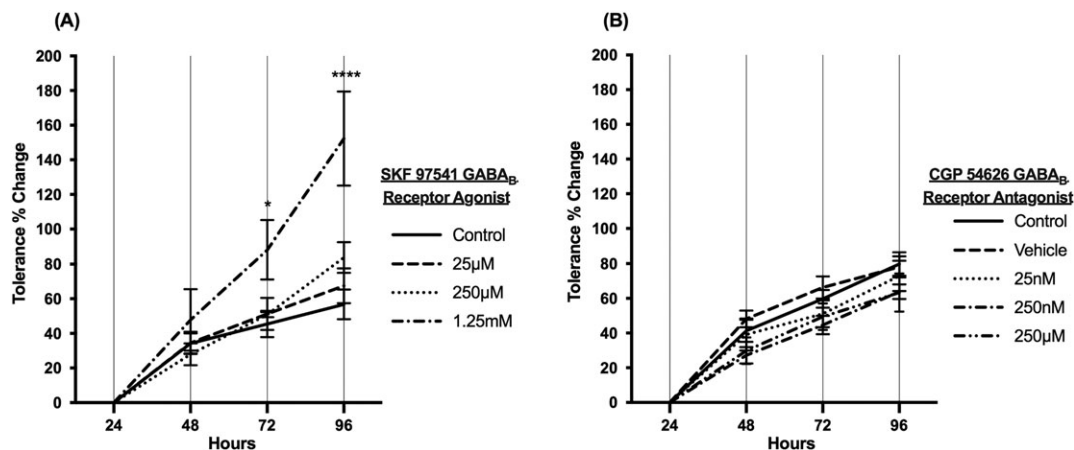 (A)
200
180
160
140
120
100
80
60
40
20
0
Tolerance % Change
24
48
72
96
Hours
*
****
SKF 97541 GABAB
Receptor Agonist
Control
25µM
250µM
1.25mM
(B)
200
180
160
140
120
100
80
60
40
20
0
Tolerance % Change
24
48
72
96
Hours
CGP 54626 GABAB
Receptor Antagonist
Control
Vehicle
25nM
250nM
250µM